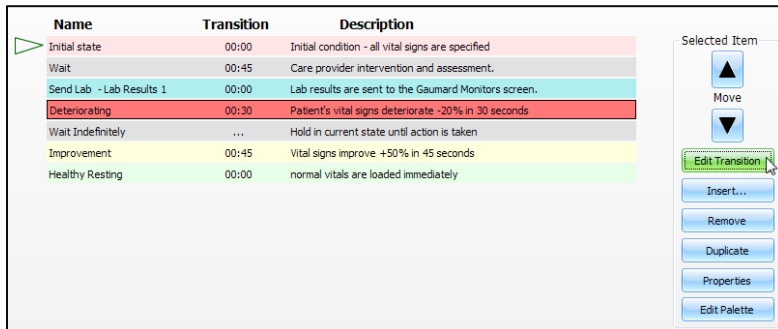 Name Transition Description
Initial state 00:00 Initial condition - all vital signs are specified
Wait 00:45 Care provider intervention and assessment.
Send Lab - Lab Results 1 00:00 Lab results are sent to the Gaumard Monitors screen.
Deteriorating 00:30 Patient's vital signs deteriorate -20% in 30 seconds
Wait Indefinitely ... Hold in current state until action is taken
Improvement 00:45 Vital signs improve +50% in 45 seconds
Healthy Resting 00:00 normal vitals are loaded immediately
Selected Item
Move
Edit Transition
Insert...
Remove
Duplicate
Properties
Edit Palette